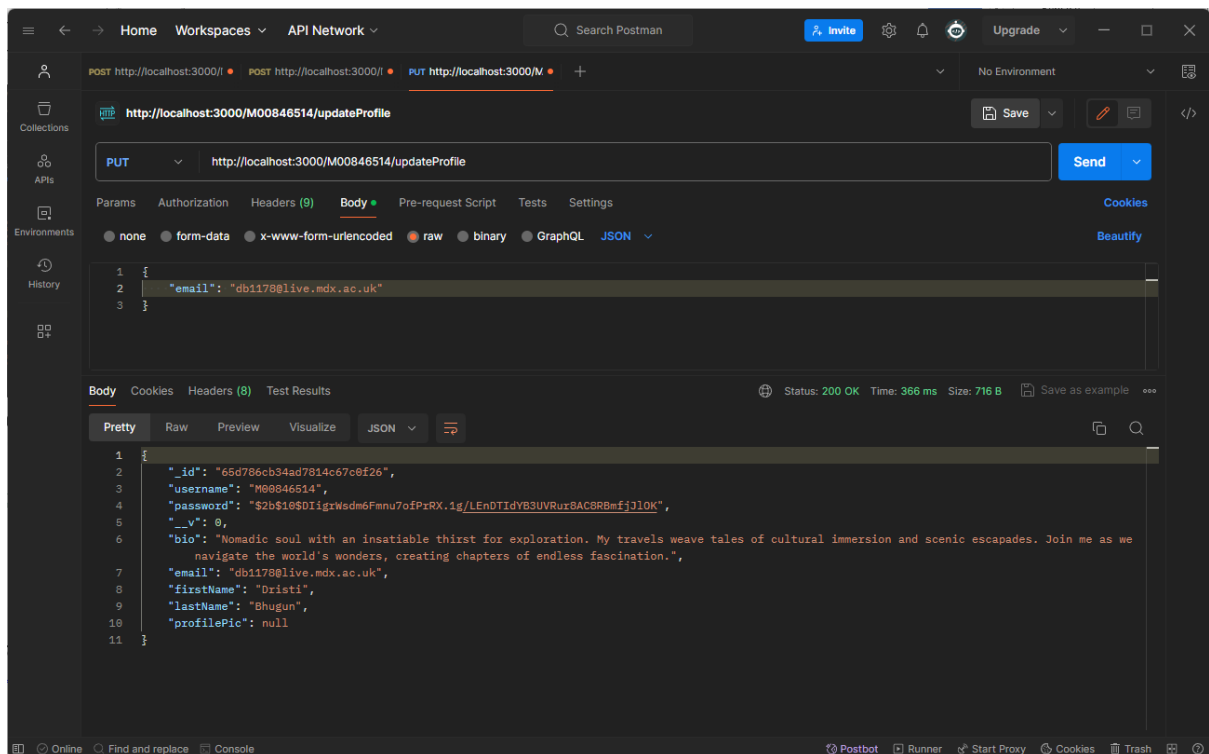 Home Workspaces API Network Search Postman Invite Upgrade
POST http://localhost:3000/ POST http://localhost:3000/ PUT http://localhost:3000/M No Environment
HTTP http://localhost:3000/M00846514/updateProfile Save
Collections
PUT http://localhost:3000/M00846514/updateProfile Send
APIs
Params Authorization Headers (9) Body Pre-request Script Tests Settings Cookies
Environments
none form-data x-www-form-urlencoded raw binary GraphQL JSON Beautify
History
1 {
2 "email": "db1178@live.mdx.ac.uk"
3 }
Body Cookies Headers (8) Test Results Status: 200 OK Time: 366 ms Size: 716 B Save as example
Pretty Raw Preview Visualize JSON
1 {
2 "_id": "65d786cb34ad7814c67c0f26",
3 "username": "M00846514",
4 "password": "$2b$10$DIigrWsdm6Fmnu7ofPrRX.1g/LEnDTIdYB3UVRur8AC8RBmfjJlOK",
5 "__v": 0,
6 "bio": "Nomadic soul with an insatiable thirst for exploration. My travels weave tales of cultural immersion and scenic escapades. Join me as we
navigate the world's wonders, creating chapters of endless fascination.",
7 "email": "db1178@live.mdx.ac.uk",
8 "firstName": "Dristi",
9 "lastName": "Bhugun",
10 "profilePic": null
11 }
Online Find and replace Console Postbot Runner Start Proxy Cookies Trash